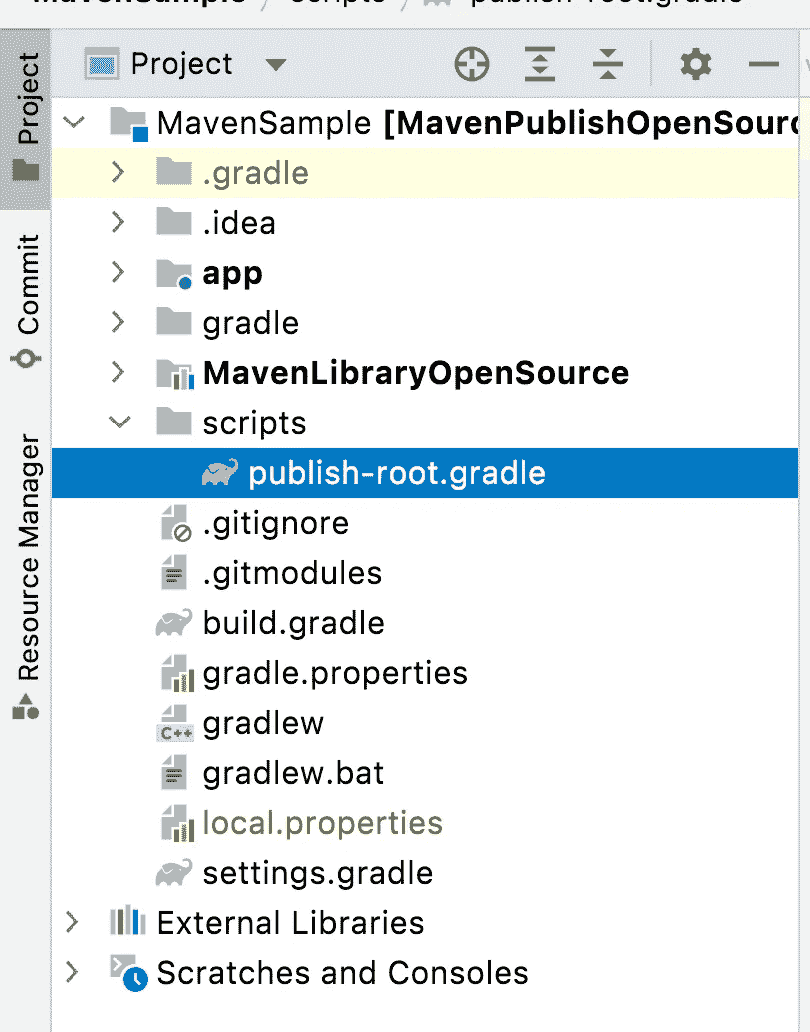 MavenSample / scripts / publish-root.gradle
Project
MavenSample [MavenPublishOpenSourc
.gradle
.idea
app
gradle
MavenLibraryOpenSource
scripts
publish-root.gradle
.gitignore
.gitmodules
build.gradle
gradle.properties
C++
gradlew
gradlew.bat
local.properties
settings.gradle
External Libraries
Scratches and Consoles
Project
Commit
Resource Manager